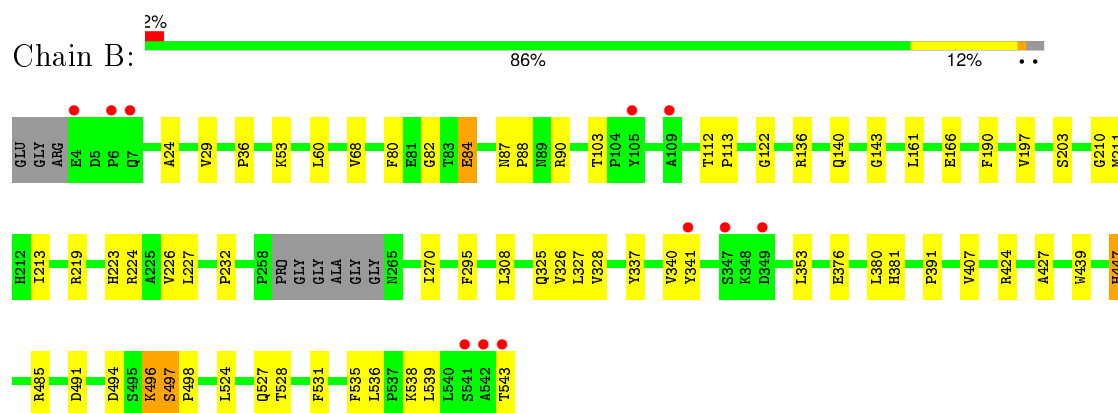 2%
Chain B:
86% 12% • •
GLU GLY ARG E4 D5 P6 Q7 A24 V29 P36 K53 L60 V68 F80 E81 G82 T83 E84 N87 P88 N89 R90 T103 P104 Y105 A109 T112 P113 G122 R136 Q140 G143 L161 E166 F190 V197 S203 G210 M211
H212 I213 R219 H223 R224 A225 V226 L227 P232 P258 PRO GLY GLY ALA GLY GLY N265 I270 F295 L308 Q325 V326 L327 V328 Y337 V340 Y341 S347 K348 D349 L353 E376 L380 H381 P391 V407 R424 A427 W439 H447
R485 D491 D494 S495 K496 S497 P498 L524 Q527 T528 F531 F535 L536 P537 K538 L539 L540 S541 A542 T543